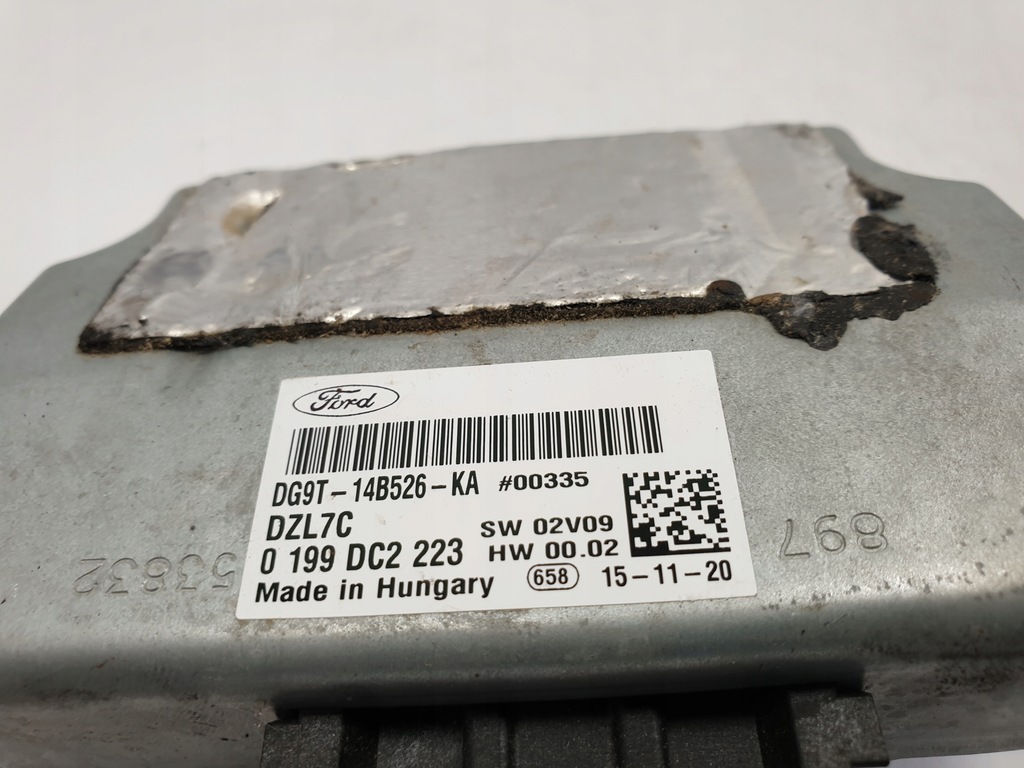 Ford
DG9T-14B526-KA #00335
DZL7C SW 02V09
0 199 DC2 223 HW 00.02
Made in Hungary 658 15-11-20
53832
897